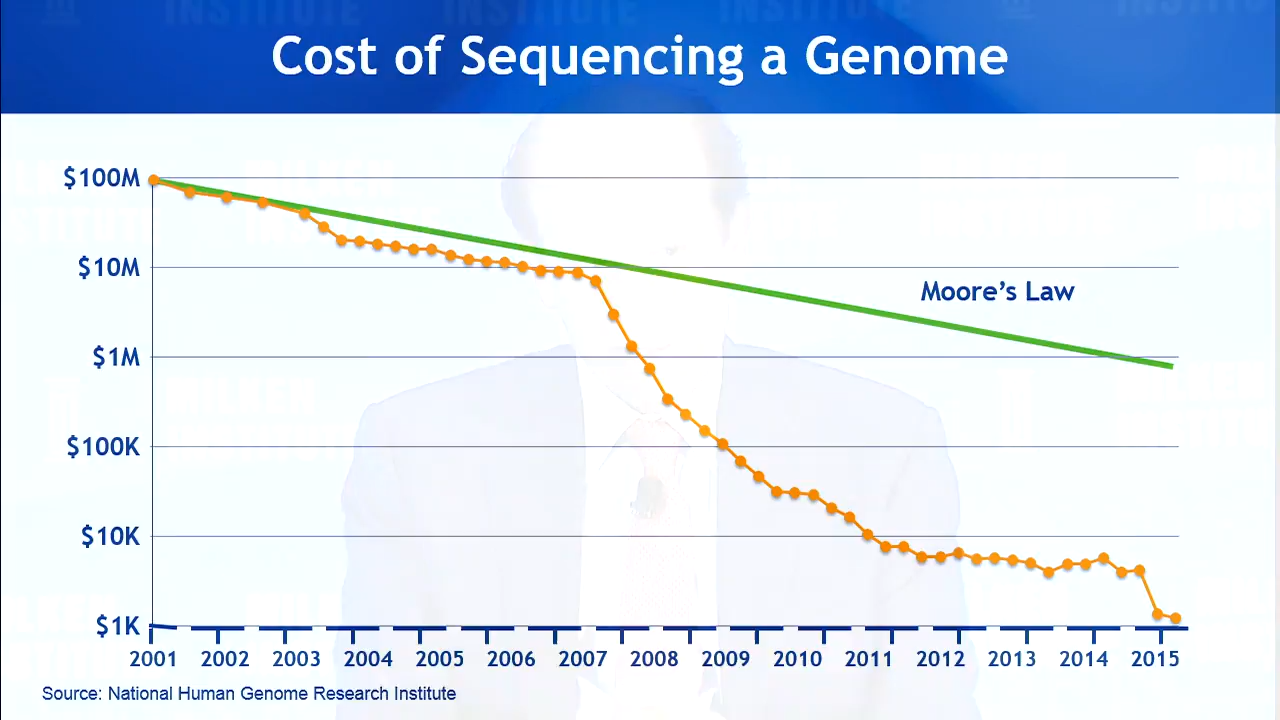 Cost of Sequencing a Genome
$100M
$10M
Moore’s Law
$1M
$100K
$10K
$1K
2001 2002 2003 2004 2005 2006 2007 2008 2009 2010 2011 2012 2013 2014 2015
Source: National Human Genome Research Institute